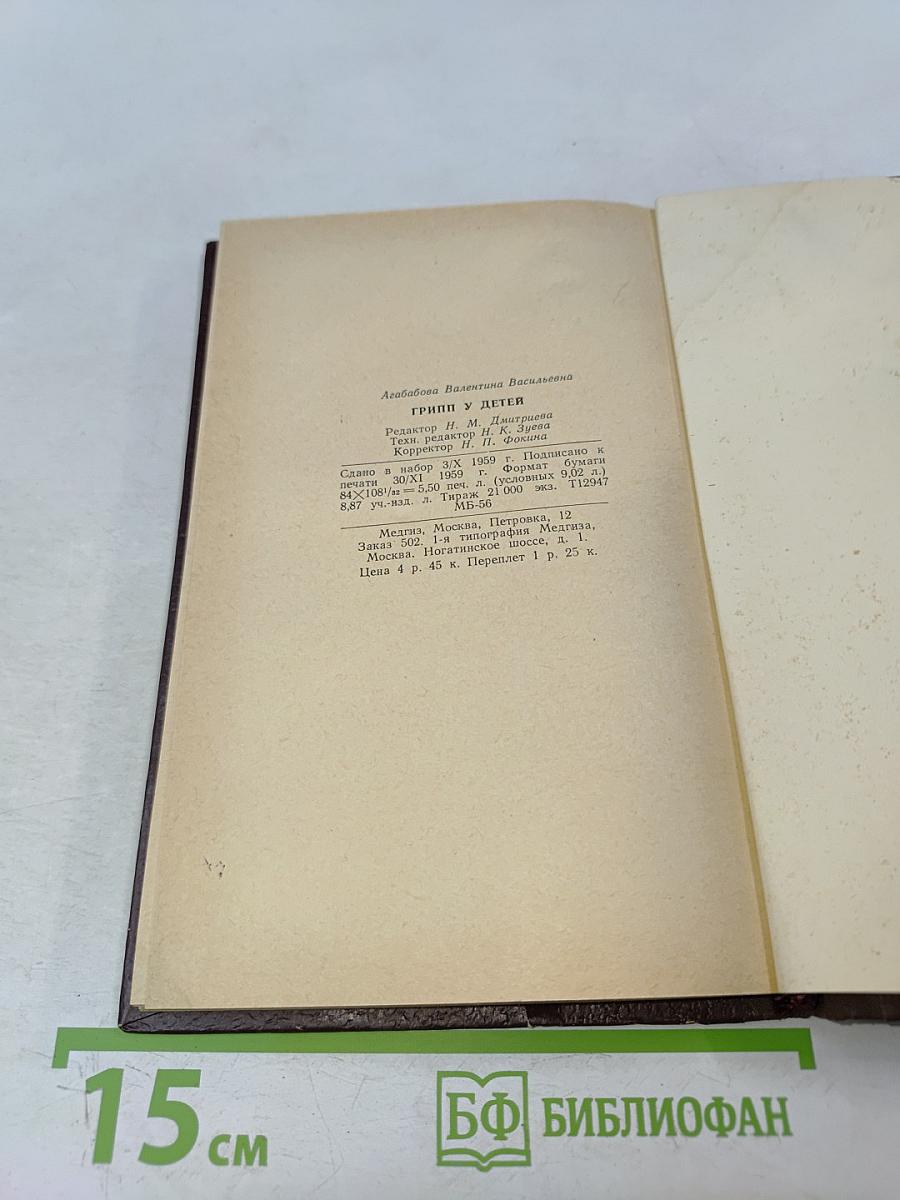 Агабабова Валентина Васильевна
ГРИПП У ДЕТЕЙ
Редактор Н. М. Дмитриева
Техн. редактор Н. К. Зуева
Корректор Н. П. Фокина
Сдано в набор 3/X 1959 г. Подписано к
печати 30/XI 1959 г. Формат бумаги
84×108¹/₃₂=5,50 печ. л. (условных 9,02 л.)
8,87 уч.-изд. л. Тираж 21 000 экз. Т12947
МБ-56
Медгиз, Москва, Петровка, 12
Заказ 502. 1-я типография Медгиза,
Москва. Ногатинское шоссе, д. 1.
Цена 4 р. 45 к. Переплет 1 р. 25 к.
15 см
БФ БИБЛИОФАН